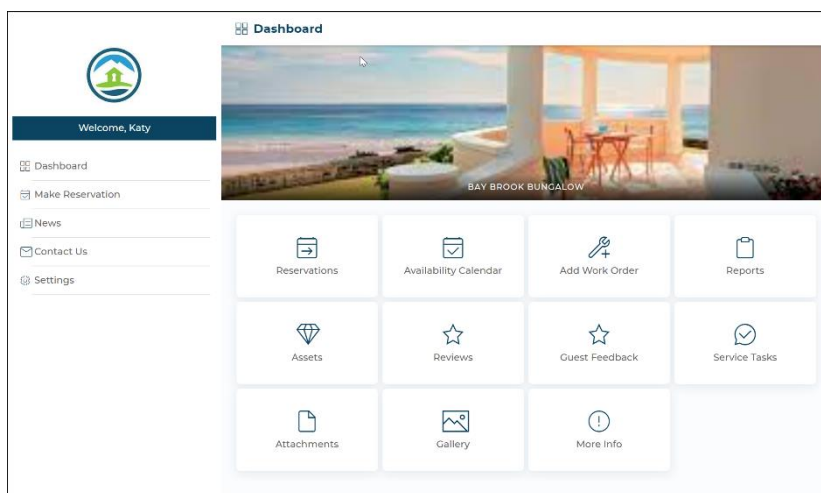 Dashboard
Welcome, Katy
Dashboard
Make Reservation
News
Contact Us
Settings
BAY BROOK BUNGALOW
Reservations
Availability Calendar
Add Work Order
Reports
Assets
Reviews
Guest Feedback
Service Tasks
Attachments
Gallery
More Info